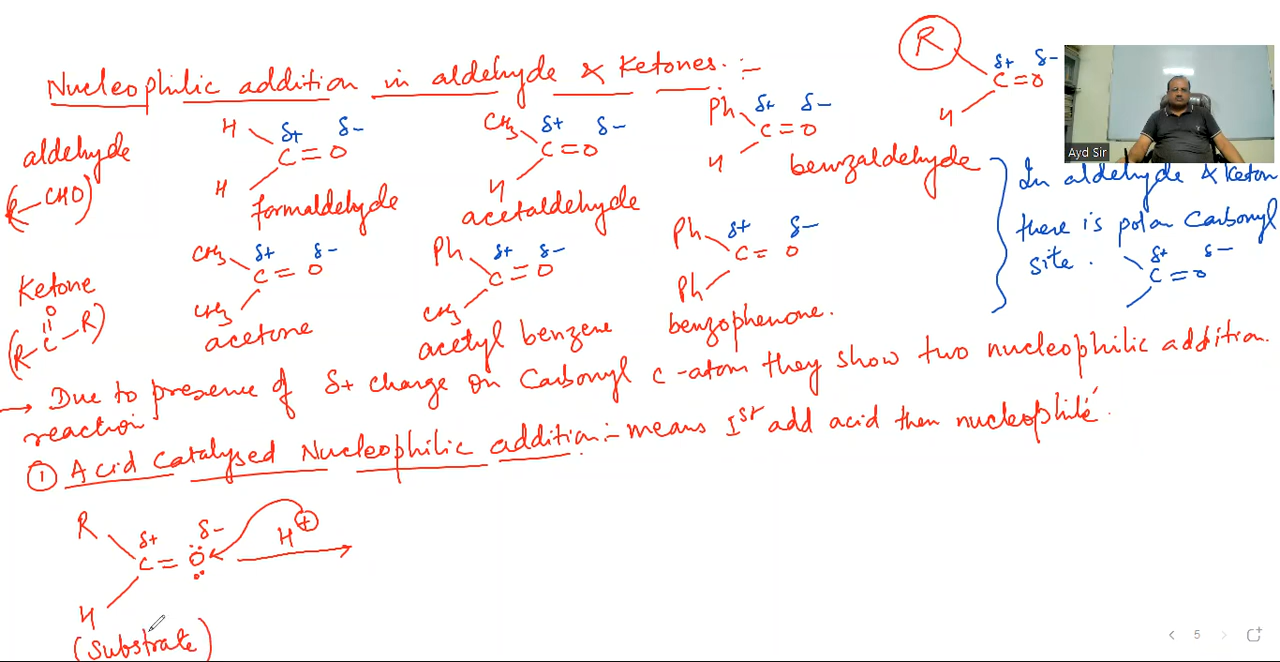 Nucleophilic addition in aldehyde & Ketones. :-
R
δ+ δ-
C=O
H
Ayd Sir
aldehyde
(R-CHO)
H δ+ δ-
C=O
H
formaldehyde
CH3 δ+ δ-
C=O
H
acetaldehyde
Ph δ+ δ-
C=O
H
benzaldehyde
In aldehyde & Keton
there is polar Carbonyl
site.
δ+ δ-
C=O
Ketone
O
(R-C-R)
CH3 δ+ δ-
C=O
CH3
acetone
Ph δ+ δ-
C=O
CH3
acetyl benzene
Ph δ+ δ-
C=O
Ph
benzophenone.
→ Due to presence of δ+ charge on Carbonyl C-atom they show two nucleophilic addition.
reaction
① Acid catalysed Nucleophilic addition:- means Ist add acid then nucleophile.
R
δ+ δ-
C=O
H
H+
(Substrate)
5